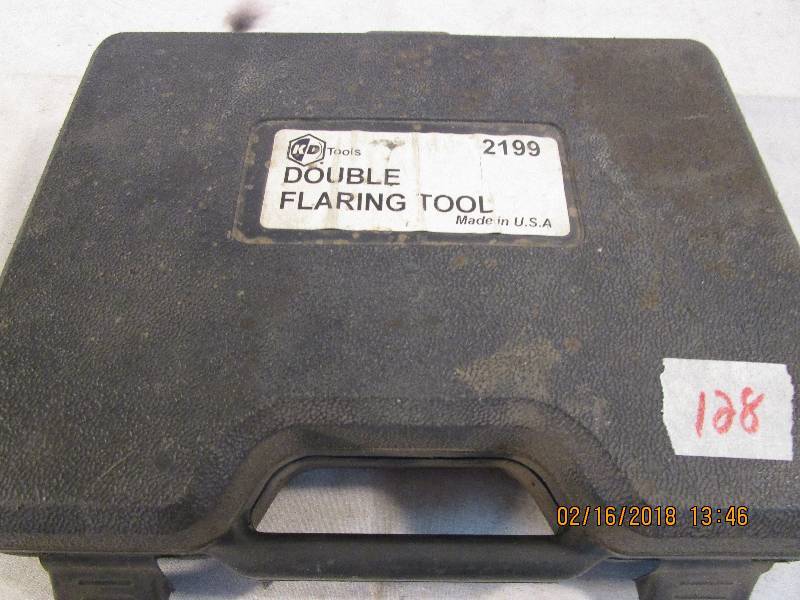 KD Tools 2199
DOUBLE
FLARING TOOL
Made in U.S.A
128
02/16/2018 13:46